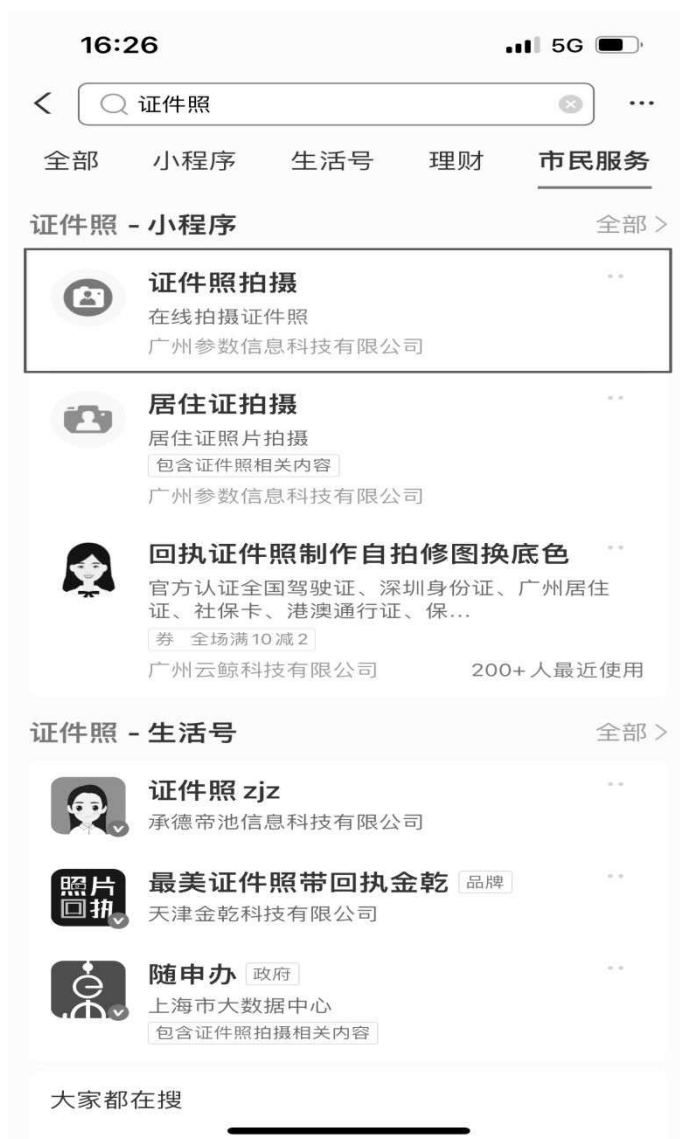 16:26
5G
证件照
全部 小程序 生活号 理财 市民服务
证件照 - 小程序 全部 >
证件照拍摄
在线拍摄证件照
广州参数信息科技有限公司
居住证拍摄
居住证照片拍摄
包含证件照相关内容
广州参数信息科技有限公司
回执证件照制作自拍修图换底色
官方认证全国驾驶证、深圳身份证、广州居住
证、社保卡、港澳通行证、保...
券 全场满10减2
广州云鲸科技有限公司 200+人最近使用
证件照 - 生活号 全部 >
证件照 zjz
承德帝池信息科技有限公司
照片
回执
最美证件照带回执金乾 品牌
天津金乾科技有限公司
随申办 政府
上海市大数据中心
包含证件照拍摄相关内容
大家都在搜